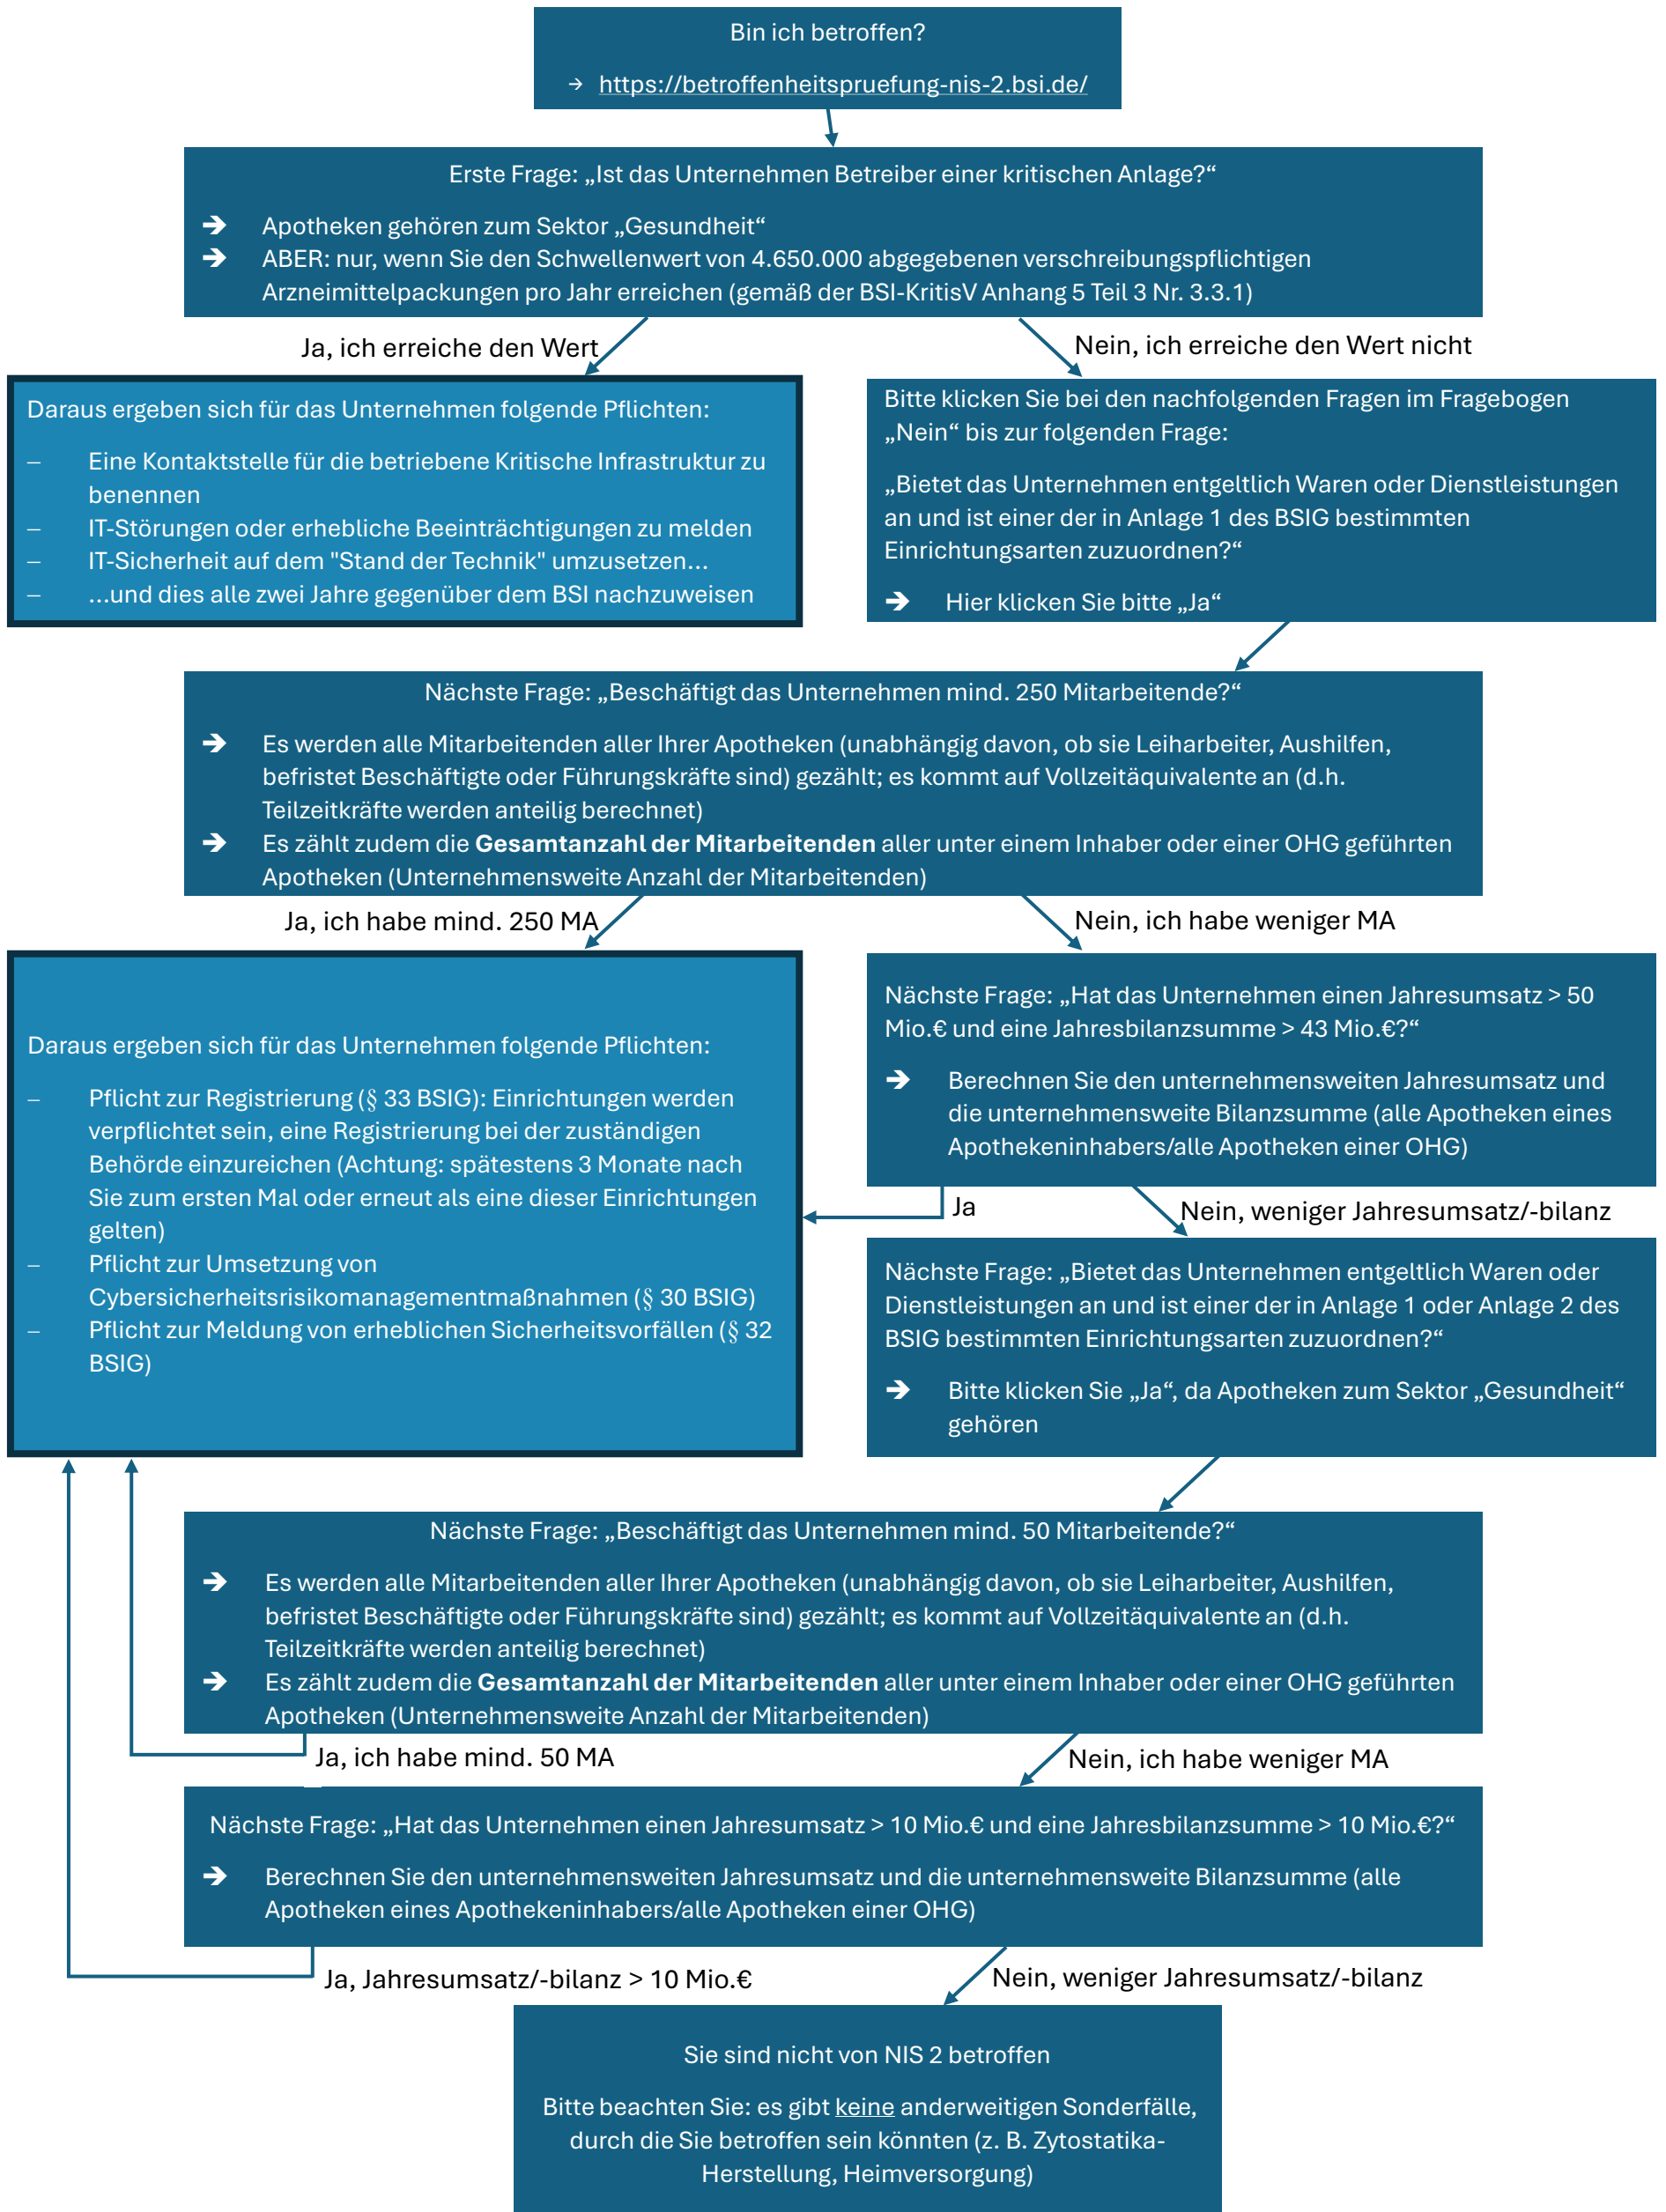 Bin ich betroffen?
→ https://betroffenheitspruefung-nis-2.bsi.de/
Erste Frage: „Ist das Unternehmen Betreiber einer kritischen Anlage?“
➔ Apotheken gehören zum Sektor „Gesundheit“
➔ ABER: nur, wenn Sie den Schwellenwert von 4.650.000 abgegebenen verschreibungspflichtigen
Arzneimittelpackungen pro Jahr erreichen (gemäß der BSI-KritisV Anhang 5 Teil 3 Nr. 3.3.1)
Ja, ich erreiche den Wert
Nein, ich erreiche den Wert nicht
Daraus ergeben sich für das Unternehmen folgende Pflichten:
– Eine Kontaktstelle für die betriebene Kritische Infrastruktur zu
benennen
– IT-Störungen oder erhebliche Beeinträchtigungen zu melden
– IT-Sicherheit auf dem "Stand der Technik" umzusetzen...
– ...und dies alle zwei Jahre gegenüber dem BSI nachzuweisen
Bitte klicken Sie bei den nachfolgenden Fragen im Fragebogen
„Nein“ bis zur folgenden Frage:
„Bietet das Unternehmen entgeltlich Waren oder Dienstleistungen
an und ist einer der in Anlage 1 des BSIG bestimmten
Einrichtungsarten zuzuordnen?“
➔ Hier klicken Sie bitte „Ja“
Nächste Frage: „Beschäftigt das Unternehmen mind. 250 Mitarbeitende?“
➔ Es werden alle Mitarbeitenden aller Ihrer Apotheken (unabhängig davon, ob sie Leiharbeiter, Aushilfen,
befristet Beschäftigte oder Führungskräfte sind) gezählt; es kommt auf Vollzeitäquivalente an (d.h.
Teilzeitkräfte werden anteilig berechnet)
➔ Es zählt zudem die Gesamtanzahl der Mitarbeitenden aller unter einem Inhaber oder einer OHG geführten
Apotheken (Unternehmensweite Anzahl der Mitarbeitenden)
Ja, ich habe mind. 250 MA
Nein, ich habe weniger MA
Daraus ergeben sich für das Unternehmen folgende Pflichten:
– Pflicht zur Registrierung (§ 33 BSIG): Einrichtungen werden
verpflichtet sein, eine Registrierung bei der zuständigen
Behörde einzureichen (Achtung: spätestens 3 Monate nach
Sie zum ersten Mal oder erneut als eine dieser Einrichtungen
gelten)
– Pflicht zur Umsetzung von
Cybersicherheitsrisikomanagementmaßnahmen (§ 30 BSIG)
– Pflicht zur Meldung von erheblichen Sicherheitsvorfällen (§ 32
BSIG)
Nächste Frage: „Hat das Unternehmen einen Jahresumsatz > 50
Mio.€ und eine Jahresbilanzsumme > 43 Mio.€?“
➔ Berechnen Sie den unternehmensweiten Jahresumsatz und
die unternehmensweite Bilanzsumme (alle Apotheken eines
Apothekeninhabers/alle Apotheken einer OHG)
Ja
Nein, weniger Jahresumsatz/-bilanz
Nächste Frage: „Bietet das Unternehmen entgeltlich Waren oder
Dienstleistungen an und ist einer der in Anlage 1 oder Anlage 2 des
BSIG bestimmten Einrichtungsarten zuzuordnen?“
➔ Bitte klicken Sie „Ja“, da Apotheken zum Sektor „Gesundheit“
gehören
Nächste Frage: „Beschäftigt das Unternehmen mind. 50 Mitarbeitende?“
➔ Es werden alle Mitarbeitenden aller Ihrer Apotheken (unabhängig davon, ob sie Leiharbeiter, Aushilfen,
befristet Beschäftigte oder Führungskräfte sind) gezählt; es kommt auf Vollzeitäquivalente an (d.h.
Teilzeitkräfte werden anteilig berechnet)
➔ Es zählt zudem die Gesamtanzahl der Mitarbeitenden aller unter einem Inhaber oder einer OHG geführten
Apotheken (Unternehmensweite Anzahl der Mitarbeitenden)
Ja, ich habe mind. 50 MA
Nein, ich habe weniger MA
Nächste Frage: „Hat das Unternehmen einen Jahresumsatz > 10 Mio.€ und eine Jahresbilanzsumme > 10 Mio.€?“
➔ Berechnen Sie den unternehmensweiten Jahresumsatz und die unternehmensweite Bilanzsumme (alle
Apotheken eines Apothekeninhabers/alle Apotheken einer OHG)
Ja, Jahresumsatz/-bilanz > 10 Mio.€
Nein, weniger Jahresumsatz/-bilanz
Sie sind nicht von NIS 2 betroffen
Bitte beachten Sie: es gibt keine anderweitigen Sonderfälle,
durch die Sie betroffen sein könnten (z. B. Zytostatika-
Herstellung, Heimversorgung)